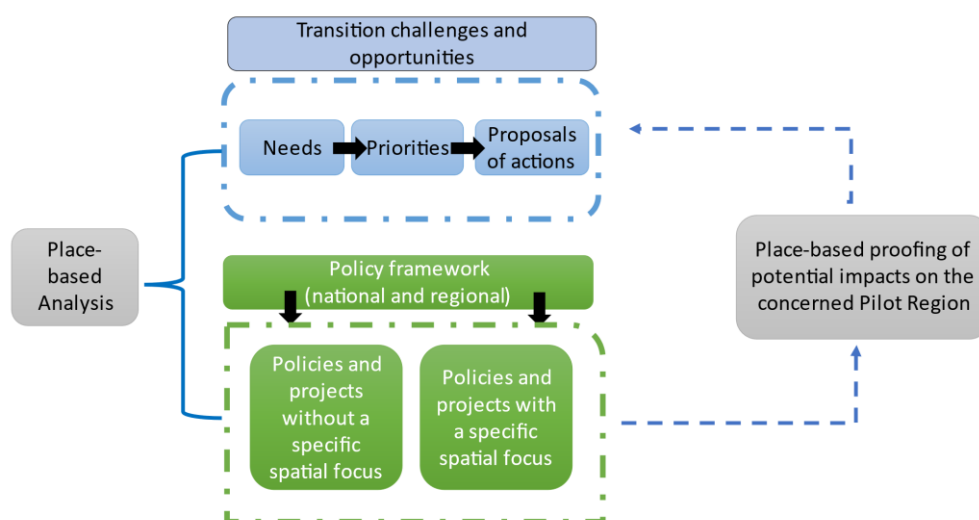 Transition challenges and
opportunities
Needs
Priorities
Proposals
of actions
Place-
based
Analysis
Policy framework
(national and regional)
Policies and
projects
without a
specific
spatial focus
Policies and
projects with
a specific
spatial focus
Place-based proofing of
potential impacts on the
concerned Pilot Region